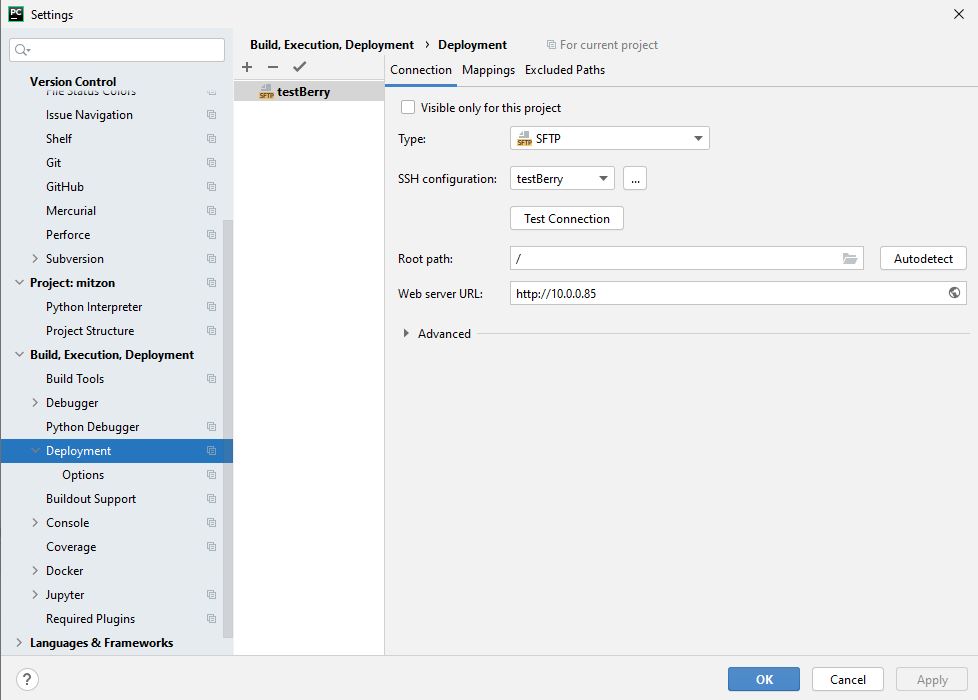 PC Settings
Version Control
File Status Colors
Issue Navigation
Shelf
Git
GitHub
Mercurial
Perforce
Subversion
Project: mitzon
Python Interpreter
Project Structure
Build, Execution, Deployment
Build Tools
Debugger
Python Debugger
Deployment
Options
Buildout Support
Console
Coverage
Docker
Jupyter
Required Plugins
Languages & Frameworks
Build, Execution, Deployment › Deployment For current project
SFTP testBerry
Connection Mappings Excluded Paths
Visible only for this project
Type: SFTP SFTP
SSH configuration: testBerry ...
Test Connection
Root path: / Autodetect
Web server URL: http://10.0.0.85
Advanced
? OK Cancel Apply